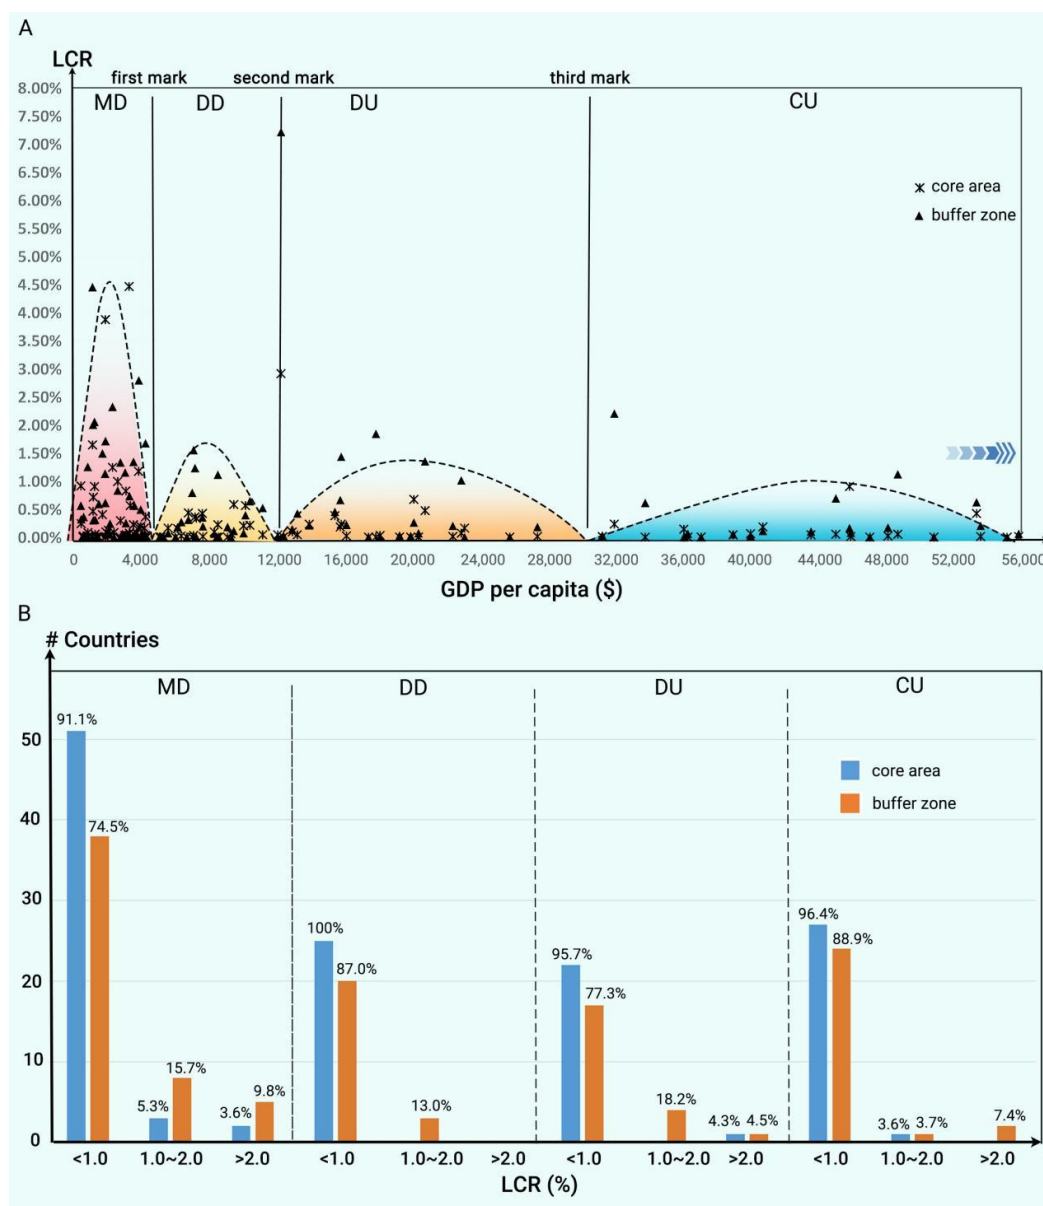 A
LCR
first mark second mark third mark
8.00%
MD DD DU CU
7.50%
7.00%
6.50%
core area
6.00%
buffer zone
5.50%
5.00%
4.50%
4.00%
3.50%
3.00%
2.50%
2.00%
1.50%
1.00%
0.50%
0.00%
0 4,000 8,000 12,000 16,000 20,000 24,000 28,000 32,000 36,000 40,000 44,000 48,000 52,000 56,000
GDP per capita ($)
B
# Countries
MD DD DU CU
91.1%
50
core area
buffer zone
74.5%
40
30
100% 96.4%
87.0% 95.7% 88.9%
77.3%
20
10
15.7% 18.2%
5.3% 3.6% 9.8% 13.0% 4.3% 4.5% 3.6% 3.7% 7.4%
0
<1.0 1.0~2.0 >2.0 <1.0 1.0~2.0 >2.0 <1.0 1.0~2.0 >2.0 <1.0 1.0~2.0 >2.0
LCR (%)